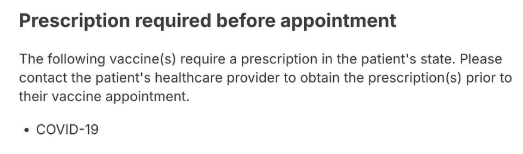 Prescription required before appointment
The following vaccine(s) require a prescription in the patient's state. Please
contact the patient's healthcare provider to obtain the prescription(s) prior to
their vaccine appointment.
• COVID-19